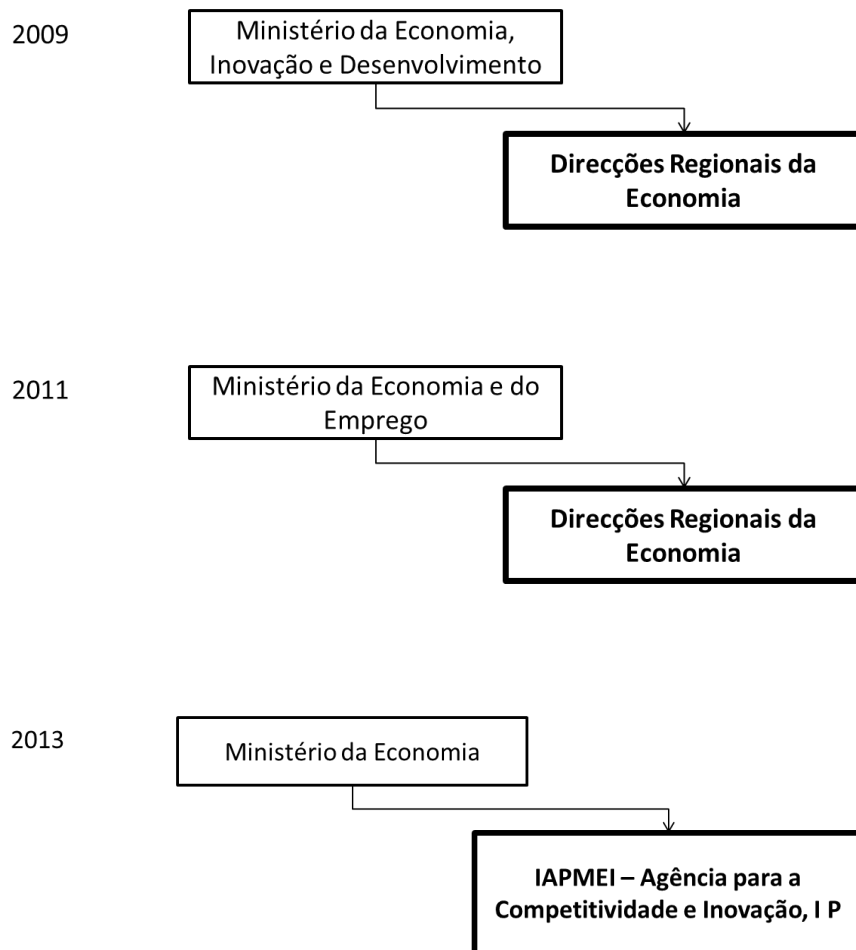 2009
Ministério da Economia,
Inovação e Desenvolvimento
Direcções Regionais da
Economia
2011
Ministério da Economia e do
Emprego
Direcções Regionais da
Economia
2013
Ministério da Economia
IAPMEI – Agência para a
Competitividade e Inovação, I P